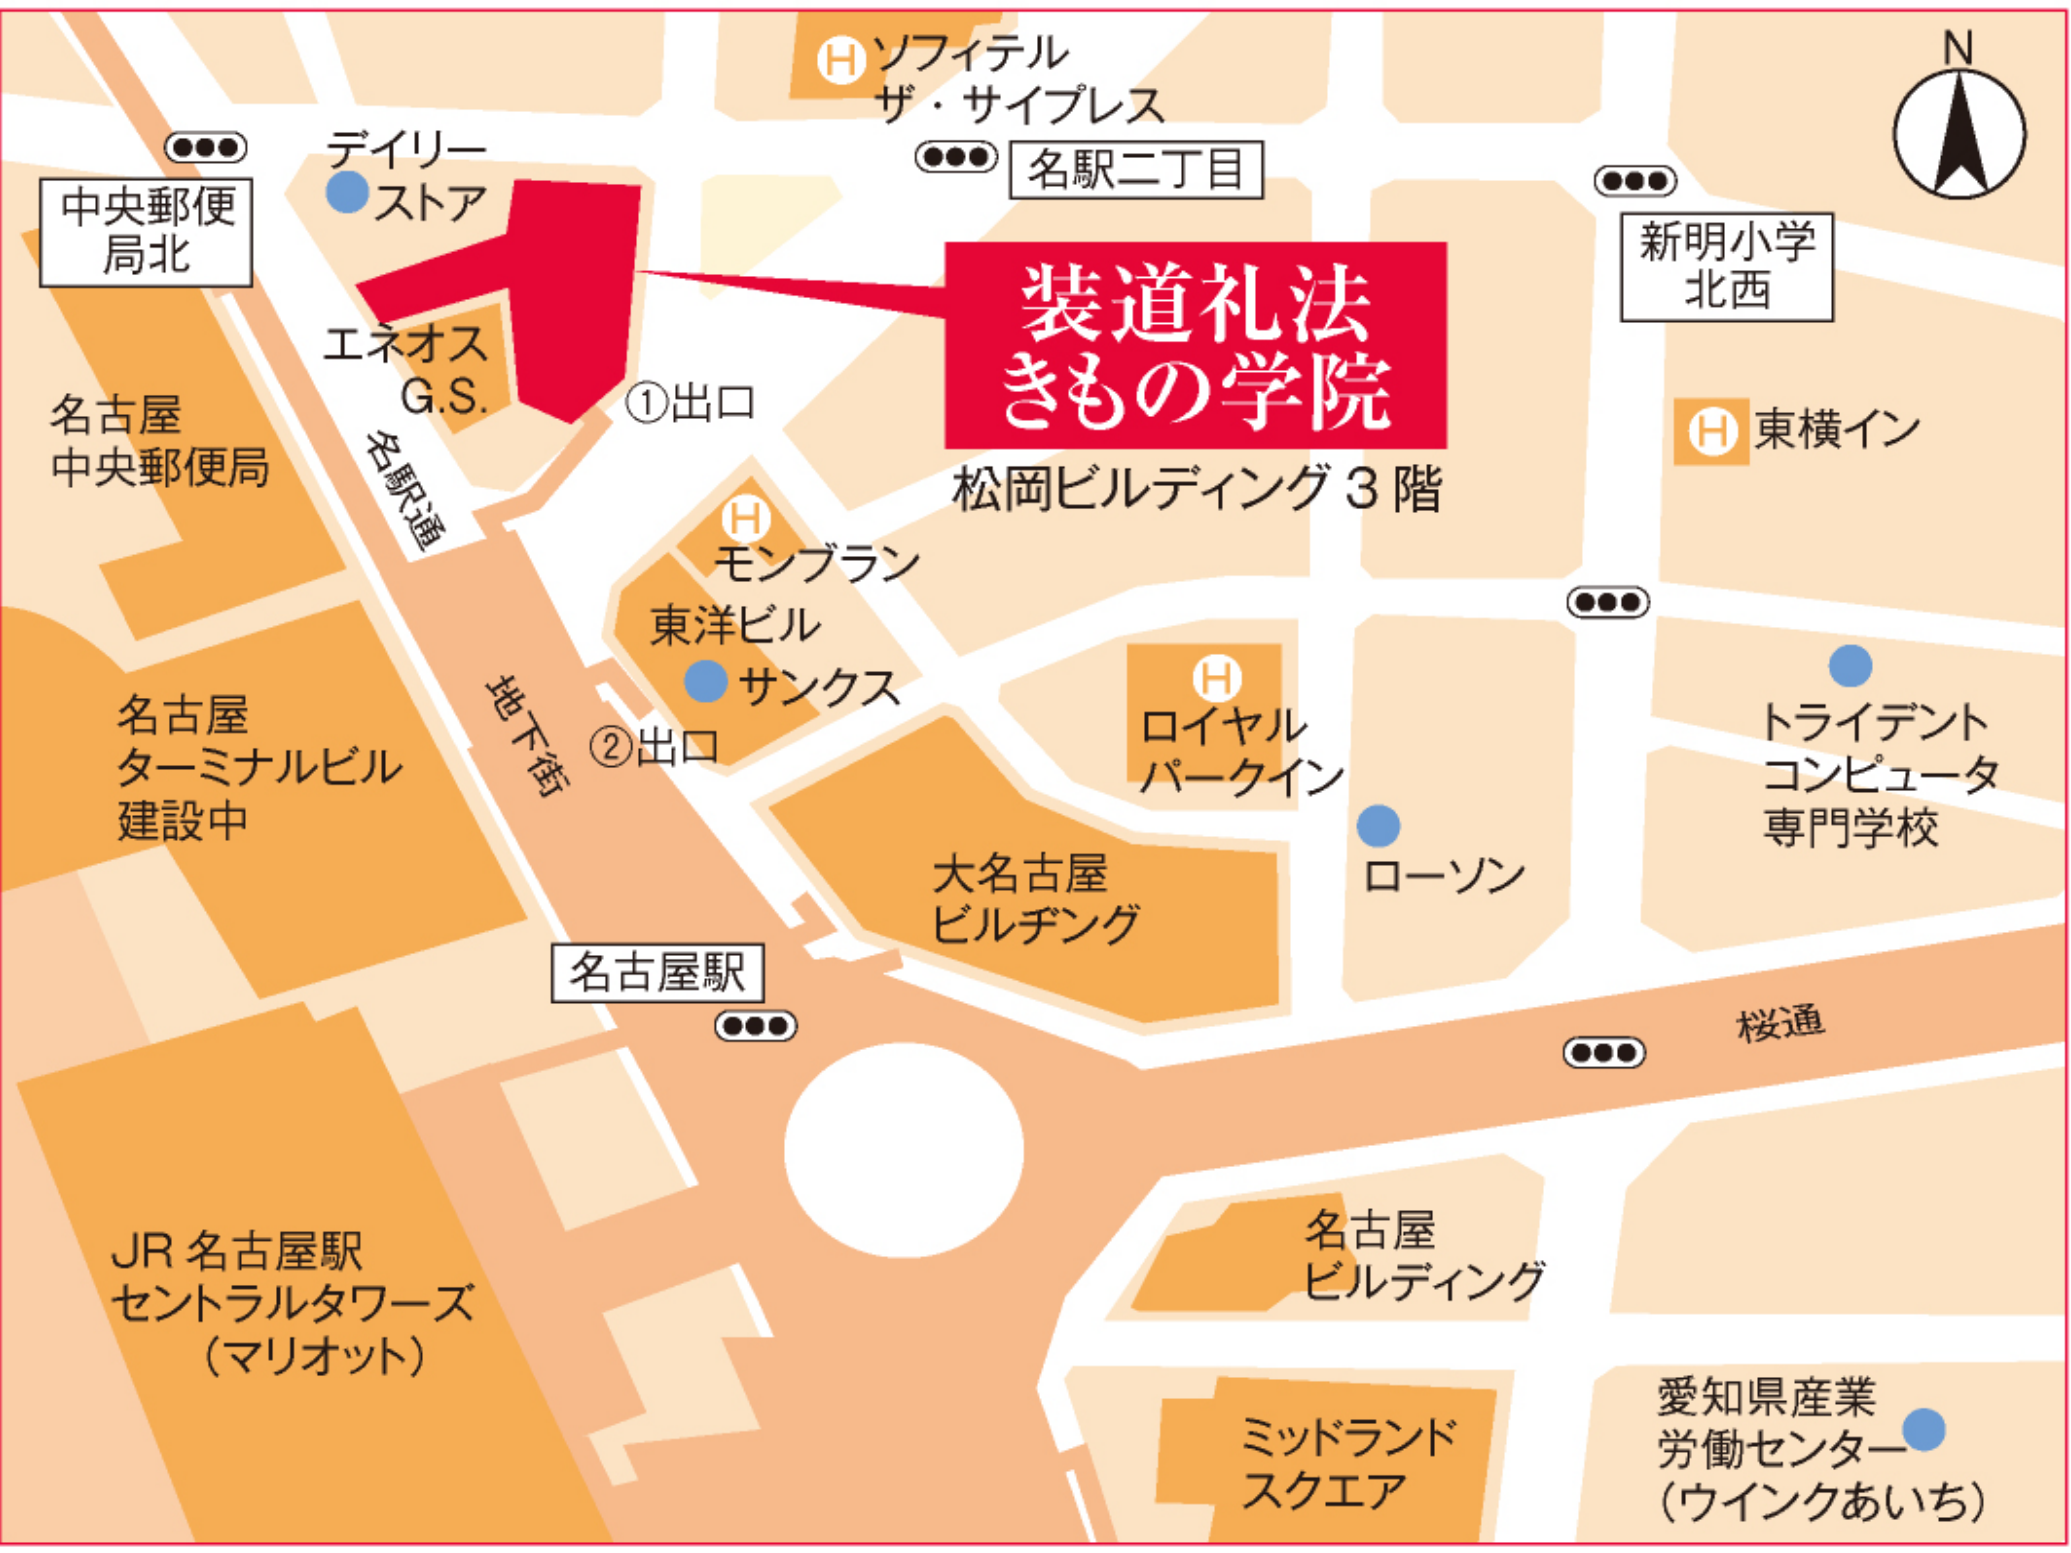 N
H
ソフィテル
ザ・サイプレス
デイリー
ストア
中央郵便
局北
名駅二丁目
新明小学
北西
装道礼法
きもの学院
松岡ビルディング3階
エネオス
G.S.
①出口
名古屋
中央郵便局
名駅通
H
東横イン
H
モンブラン
東洋ビル
サンクス
②出口
地下街
名古屋
ターミナルビル
建設中
H
ロイヤル
パークイン
ローソン
トライデント
コンピュータ
専門学校
大名古屋
ビルヂング
名古屋駅
桜通
JR名古屋駅
セントラルタワーズ
(マリオット)
名古屋
ビルディング
ミッドランド
スクエア
愛知県産業
労働センター
(ウインクあいち)